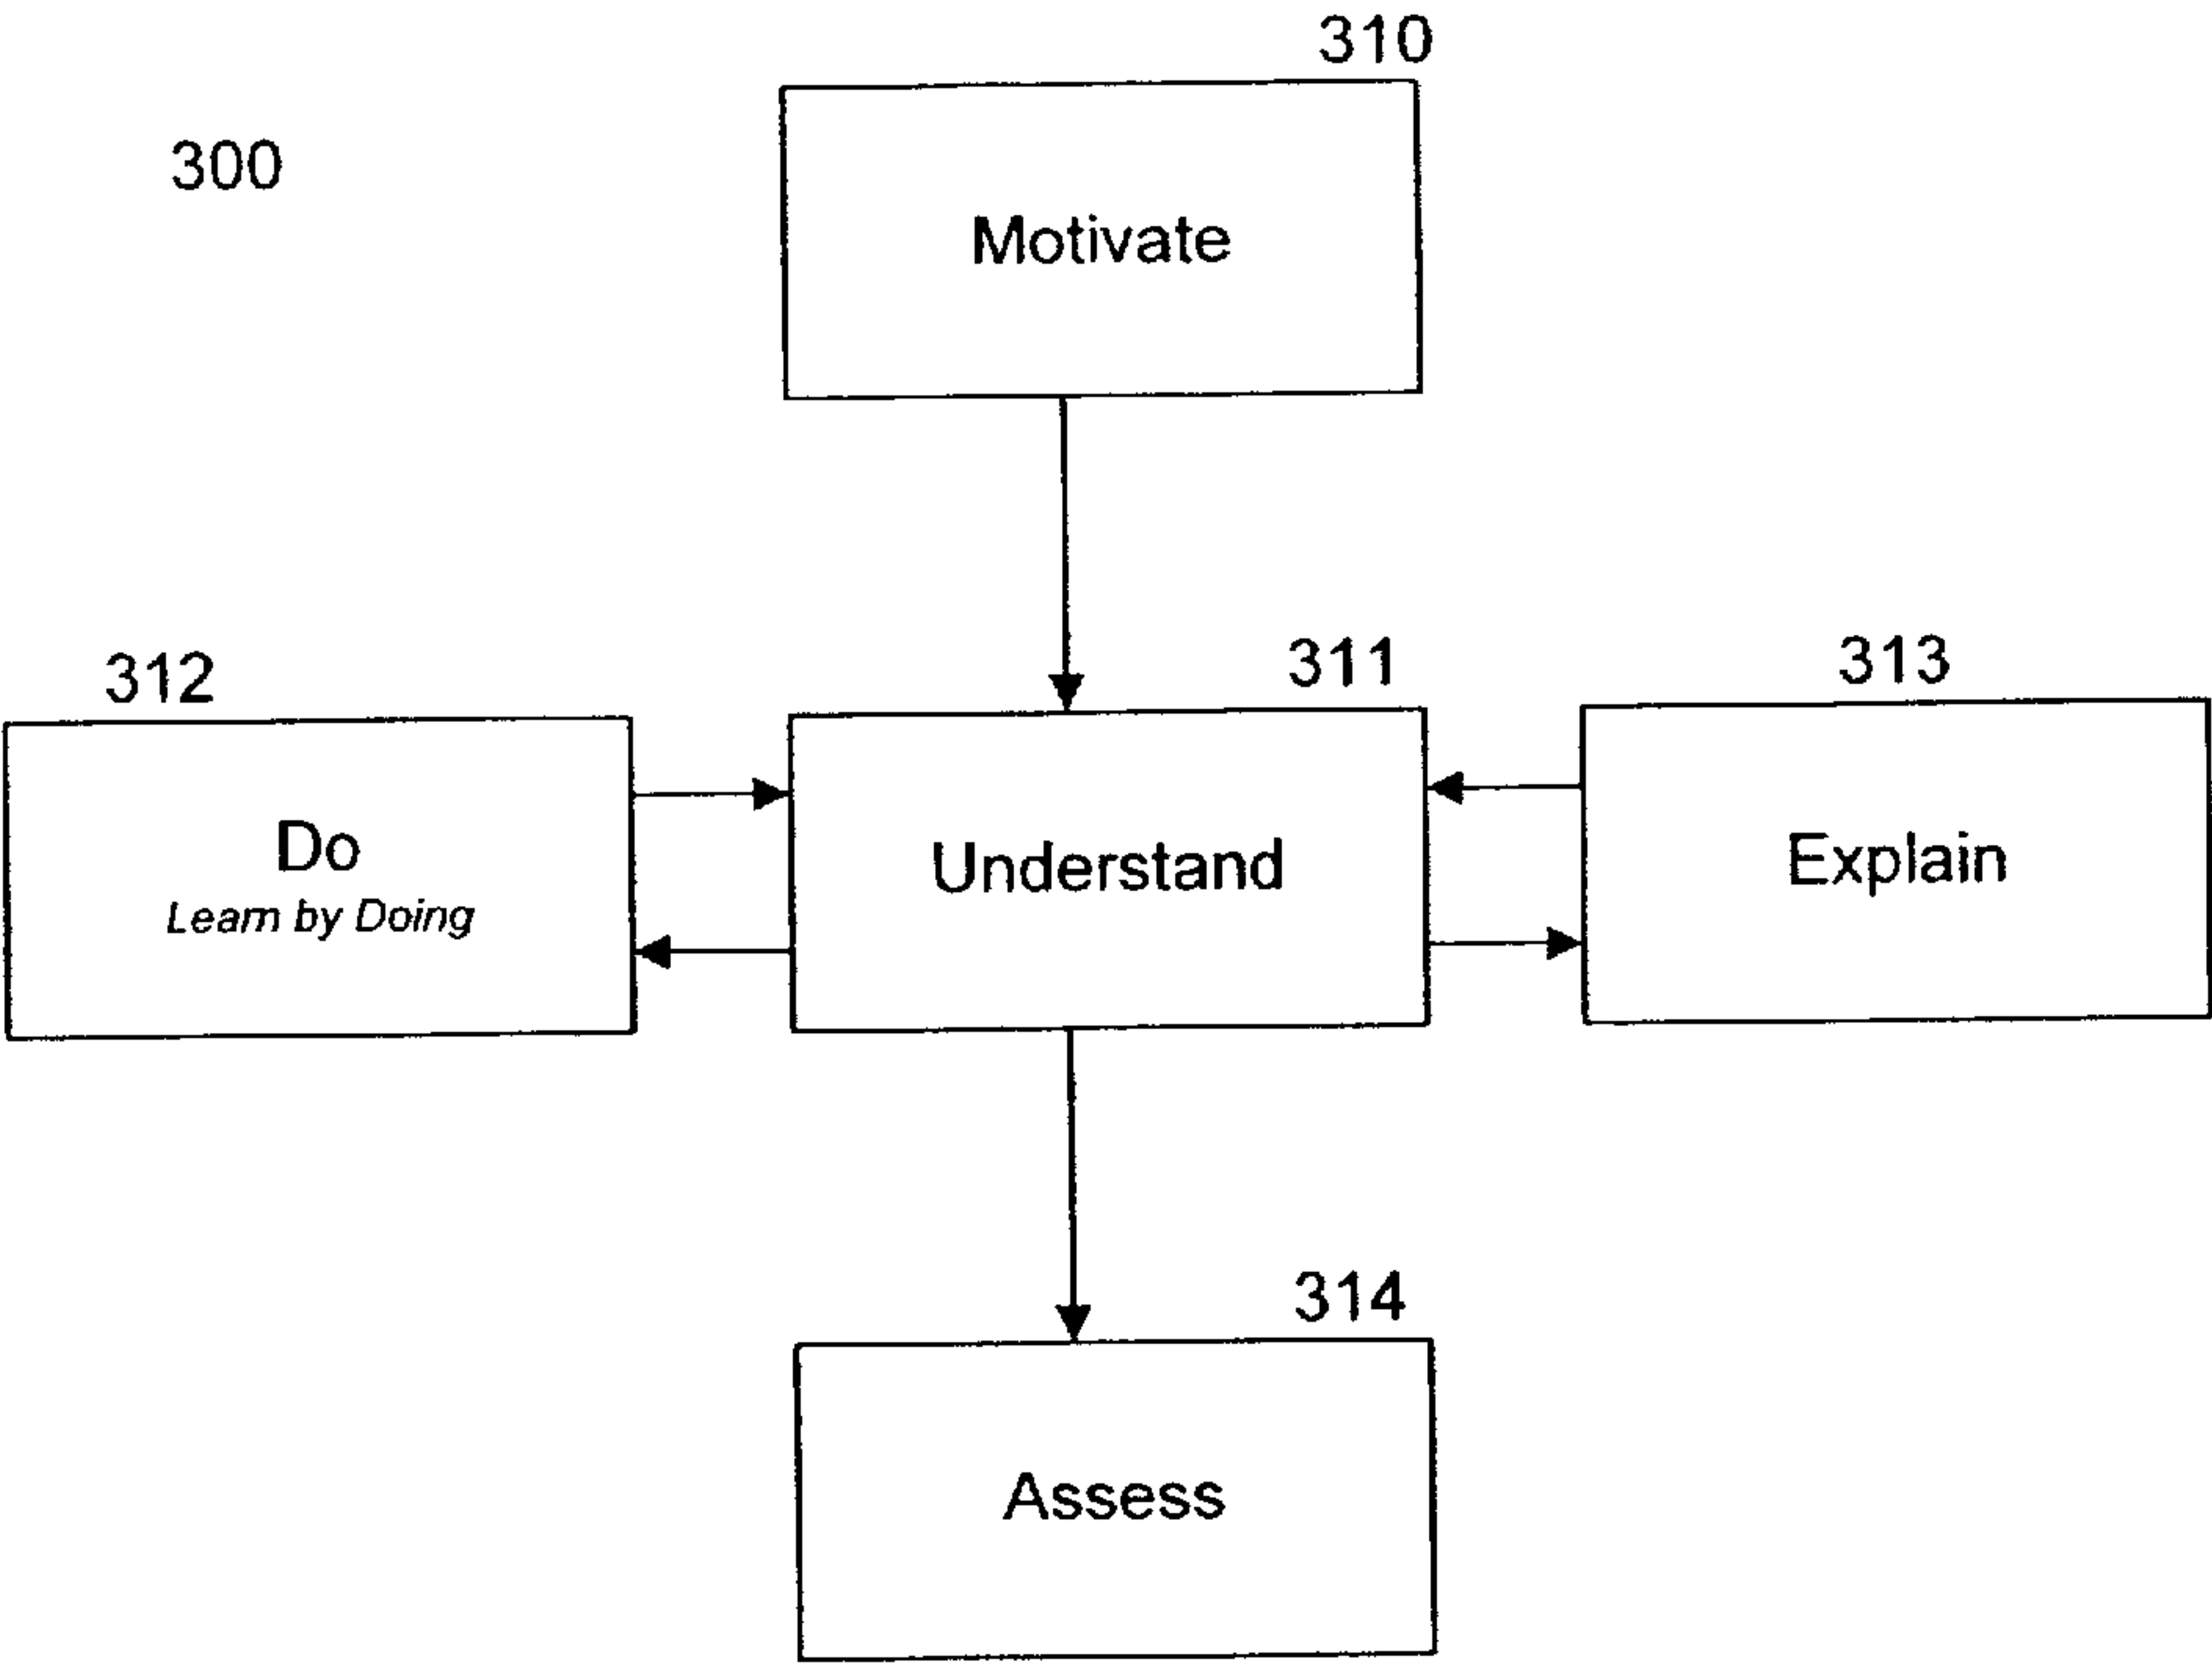 310
300
Motivate
312
311
313
Do
Learn by Doing
Understand
Explain
314
Assess